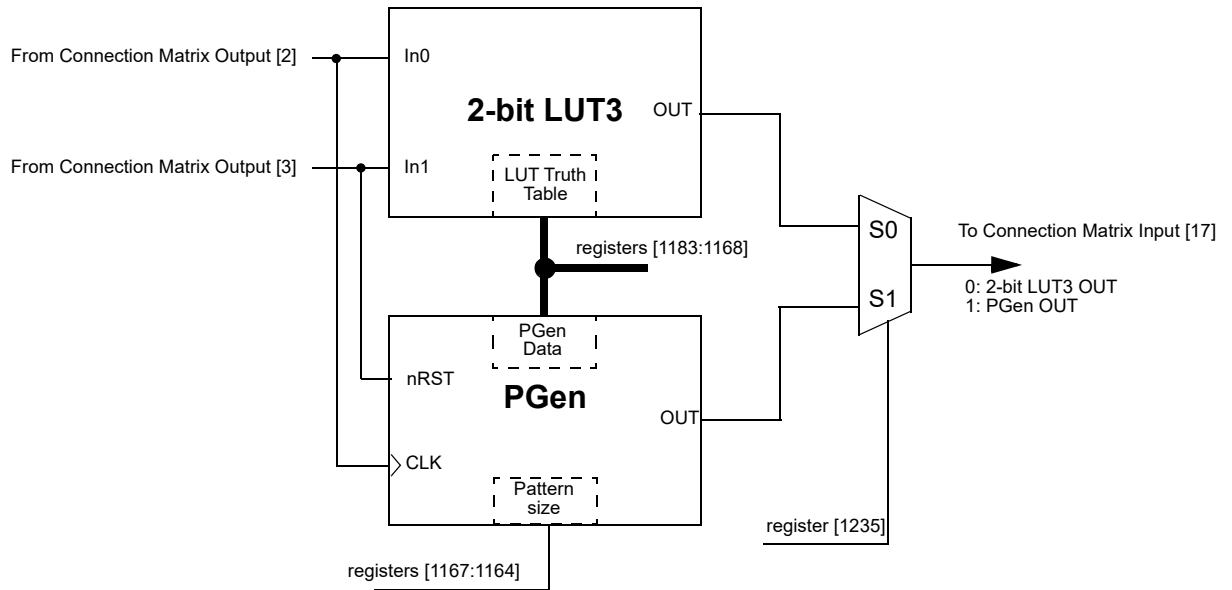 From Connection Matrix Output [2]
In0
2-bit LUT3
OUT
From Connection Matrix Output [3]
In1
LUT Truth
Table
S0
To Connection Matrix Input [17]
registers [1183:1168]
0: 2-bit LUT3 OUT
1: PGen OUT
S1
PGen
Data
nRST
PGen
OUT
CLK
Pattern
size
register [1235]
registers [1167:1164]